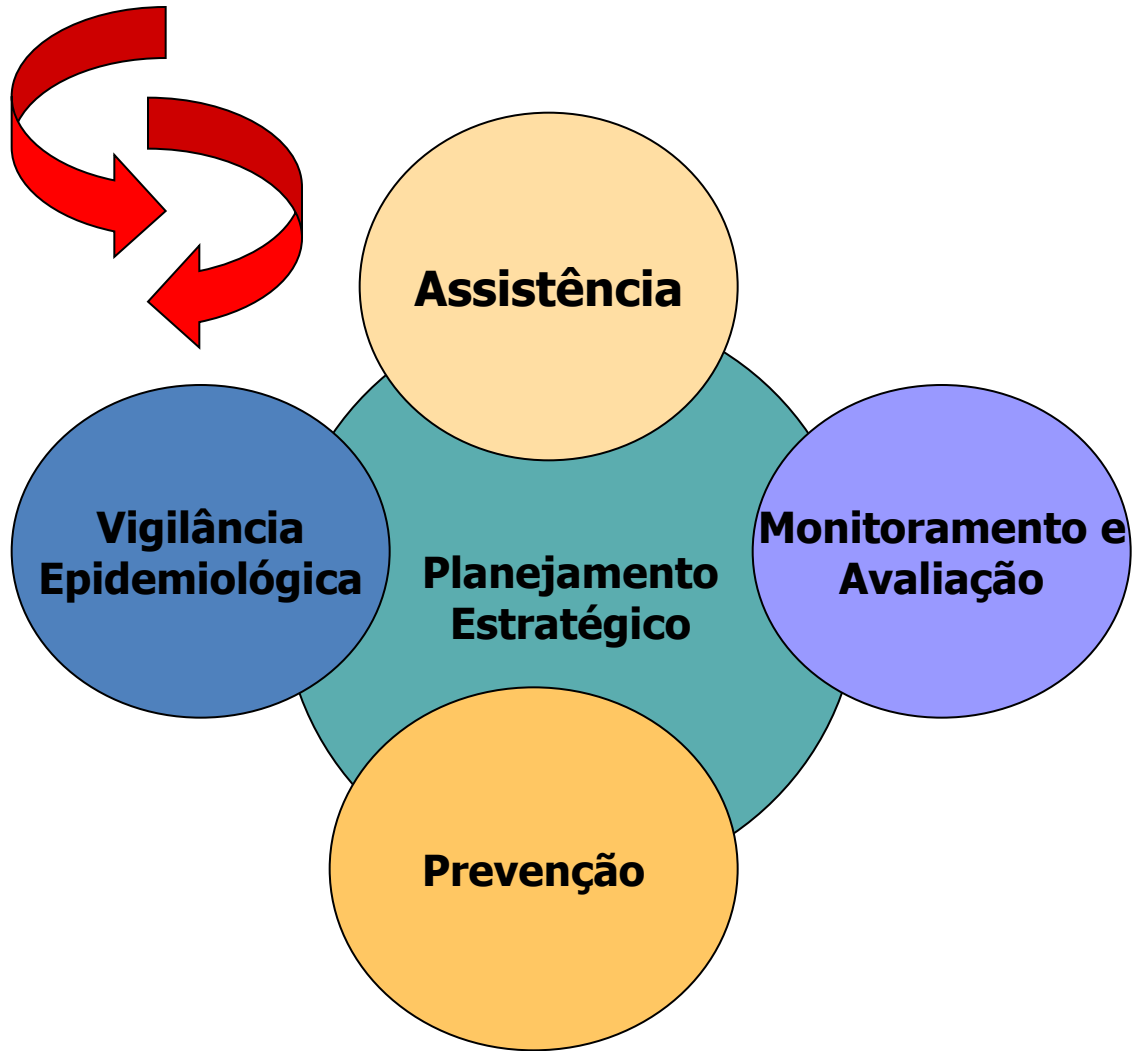 Assistência
Vigilância
Epidemiológica
Planejamento
Estratégico
Monitoramento e
Avaliação
Prevenção